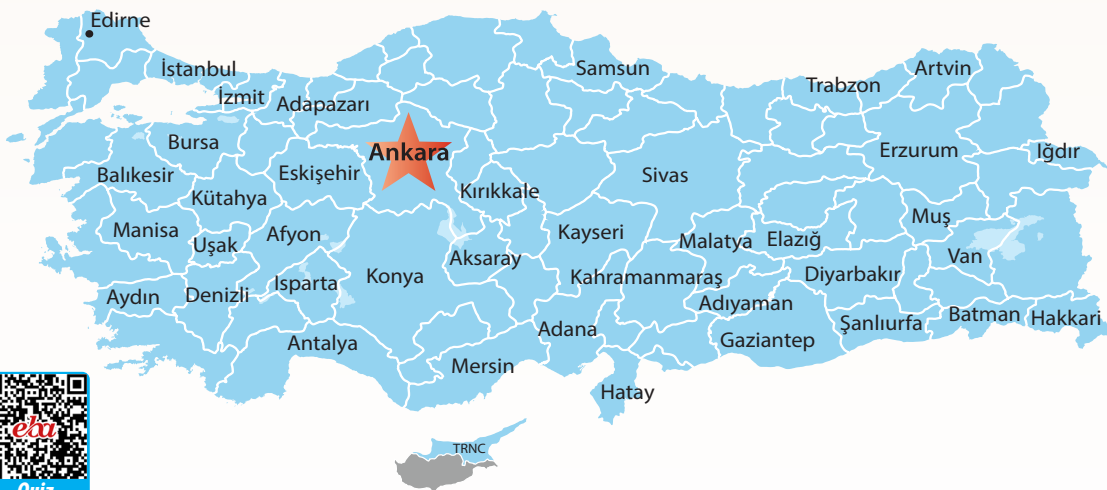 Edirne
İstanbul
Samsun
Artvin
Trabzon
İzmit
Adapazarı
Bursa
Ankara
Erzurum
Iğdır
Balıkesir
Eskişehir
Sivas
Kütahya
Kırıkkale
Manisa
Uşak
Afyon
Kayseri
Malatya
Elazığ
Muş
Van
Aksaray
Aydın
Denizli
Isparta
Konya
Kahramanmaraş
Diyarbakır
Adıyaman
Antalya
Adana
Gaziantep
Şanlıurfa
Batman
Hakkari
Mersin
Hatay
eba
TRNC
Quiz